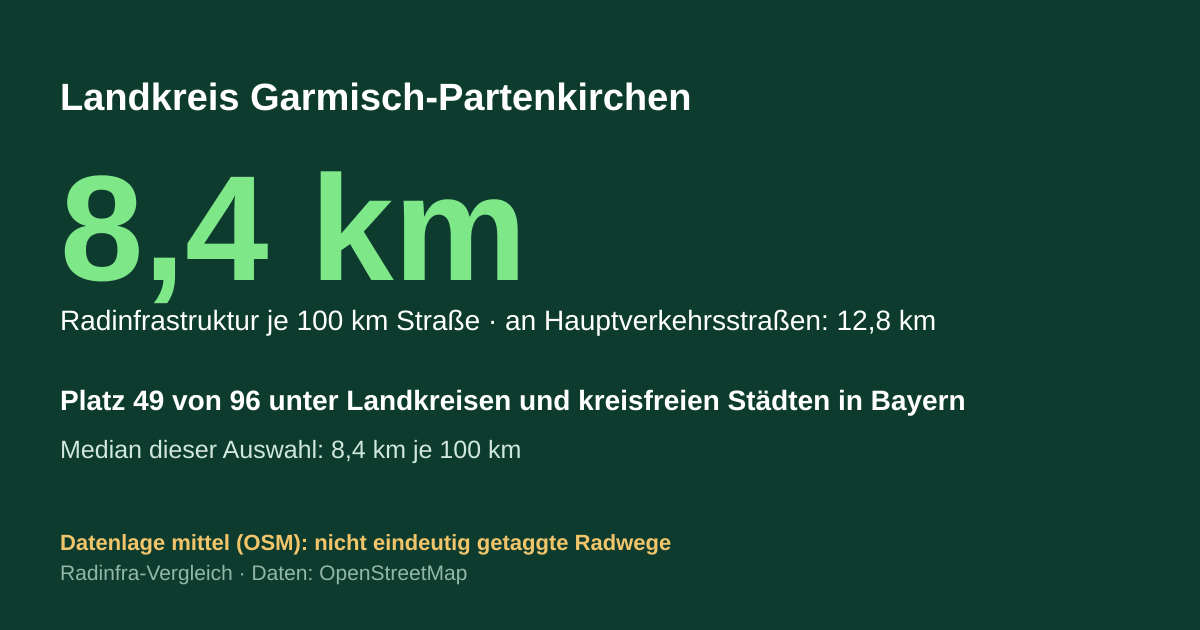 Landkreis Garmisch-Partenkirchen
8,4 km
Radinfrastruktur je 100 km Straße · an Hauptverkehrsstraßen: 12,8 km
Platz 49 von 96 unter Landkreisen und kreisfreien Städten in Bayern
Median dieser Auswahl: 8,4 km je 100 km
Datenlage mittel (OSM): nicht eindeutig getaggte Radwege
Radinfra-Vergleich · Daten: OpenStreetMap